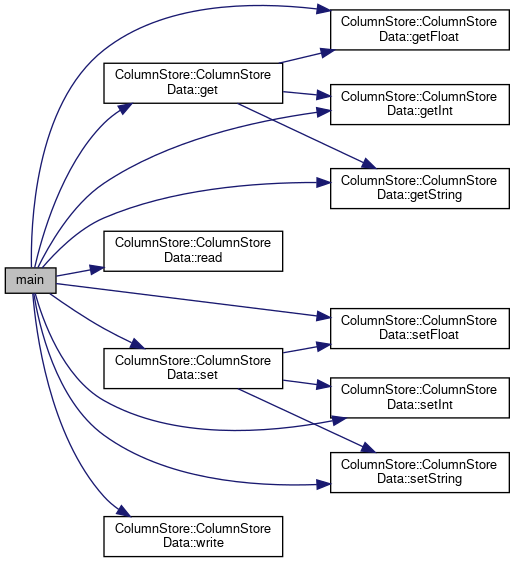 ColumnStore::ColumnStore
Data::getFloat
ColumnStore::ColumnStore
Data::get
ColumnStore::ColumnStore
Data::getInt
ColumnStore::ColumnStore
Data::getString
ColumnStore::ColumnStore
Data::read
main
ColumnStore::ColumnStore
Data::setFloat
ColumnStore::ColumnStore
Data::set
ColumnStore::ColumnStore
Data::setInt
ColumnStore::ColumnStore
Data::setString
ColumnStore::ColumnStore
Data::write